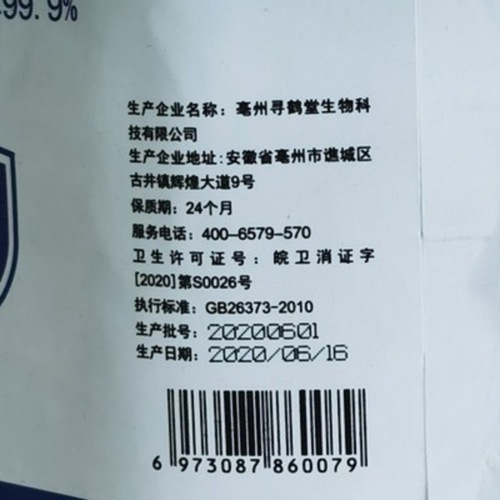 99.9%
生产企业名称：亳州寻鹤堂生物科
技有限公司
生产企业地址：安徽省亳州市谯城区
古井镇辉煌大道9号
保质期：24个月
服务电话：400-6579-570
卫生许可证号：皖卫消证字
[2020]第S0026号
执行标准：GB26373-2010
生产批号：20200601
生产日期：2020/06/16
6 973087 860079